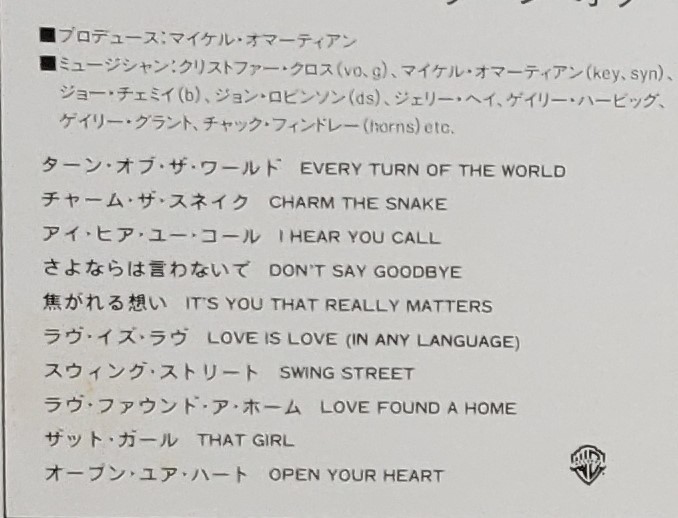 ■プロデュース:マイケル・オマーティアン
■ミュージシャン:クリストファー・クロス(vo、g)、マイケル・オマーティアン(key、syn)、
ジョー・チェミイ(b)、ジョン・ロビンソン(ds)、ジェリー・ヘイ、ゲイリー・ハービッグ、
ゲイリー・グラント、チャック・フィンドレー(horns)etc.
ターン・オブ・ザ・ワールド EVERY TURN OF THE WORLD
チャーム・ザ・スネイク CHARM THE SNAKE
アイ・ヒア・ユー・コール I HEAR YOU CALL
さよならは言わないで DON'T SAY GOODBYE
焦がれる想い IT'S YOU THAT REALLY MATTERS
ラヴ・イズ・ラヴ LOVE IS LOVE (IN ANY LANGUAGE)
スウィング・ストリート SWING STREET
ラヴ・ファウンド・ア・ホーム LOVE FOUND A HOME
ザット・ガール THAT GIRL
オープン・ユア・ハート OPEN YOUR HEART